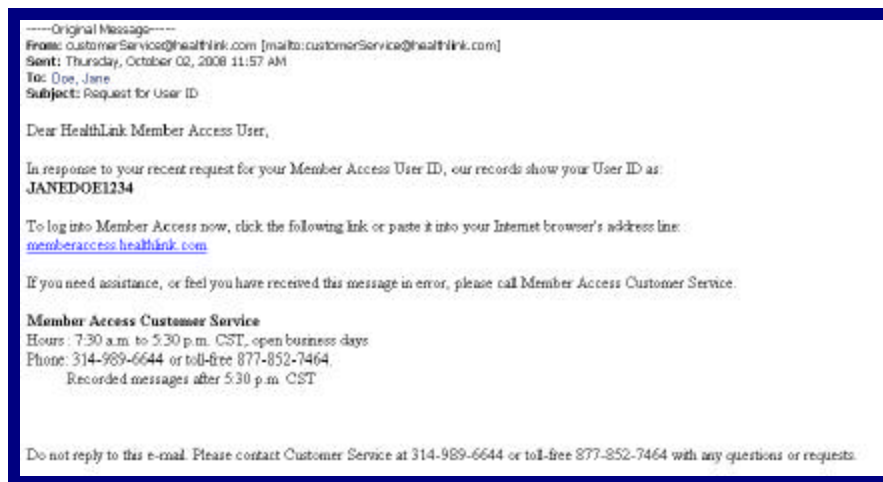 -----Original Message-----
From: customerService@healthlink.com [mailto:customerService@healthlink.com]
Sent: Thursday, October 02, 2008 11:57 AM
To: Doe, Jane
Subject: Request for User ID
Dear HealthLink Member Access User,
In response to your recent request for your Member Access User ID, our records show your User ID as:
JANEDOE1234
To log into Member Access now, click the following link or paste it into your Internet browser's address line:
memberaccess.healthlink.com
If you need assistance, or feel you have received this message in error, please call Member Access Customer Service.
Member Access Customer Service
Hours: 7:30 a.m. to 5:30 p.m. CST, open business days
Phone: 314-989-6644 or toll-free 877-852-7464.
Recorded messages after 5:30 p.m. CST
Do not reply to this e-mail. Please contact Customer Service at 314-989-6644 or toll-free 877-852-7464 with any questions or requests.